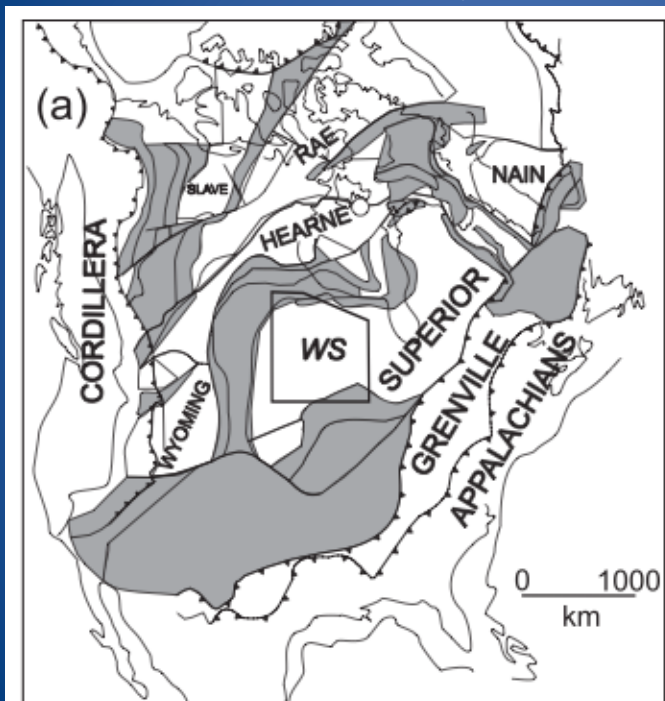 (a)
RAE
NAIN
SLAVE
HEARNE
CORDILLERA
SUPERIOR
WS
GRENVILLE
WYOMING
APPALACHIANS
0 1000
km